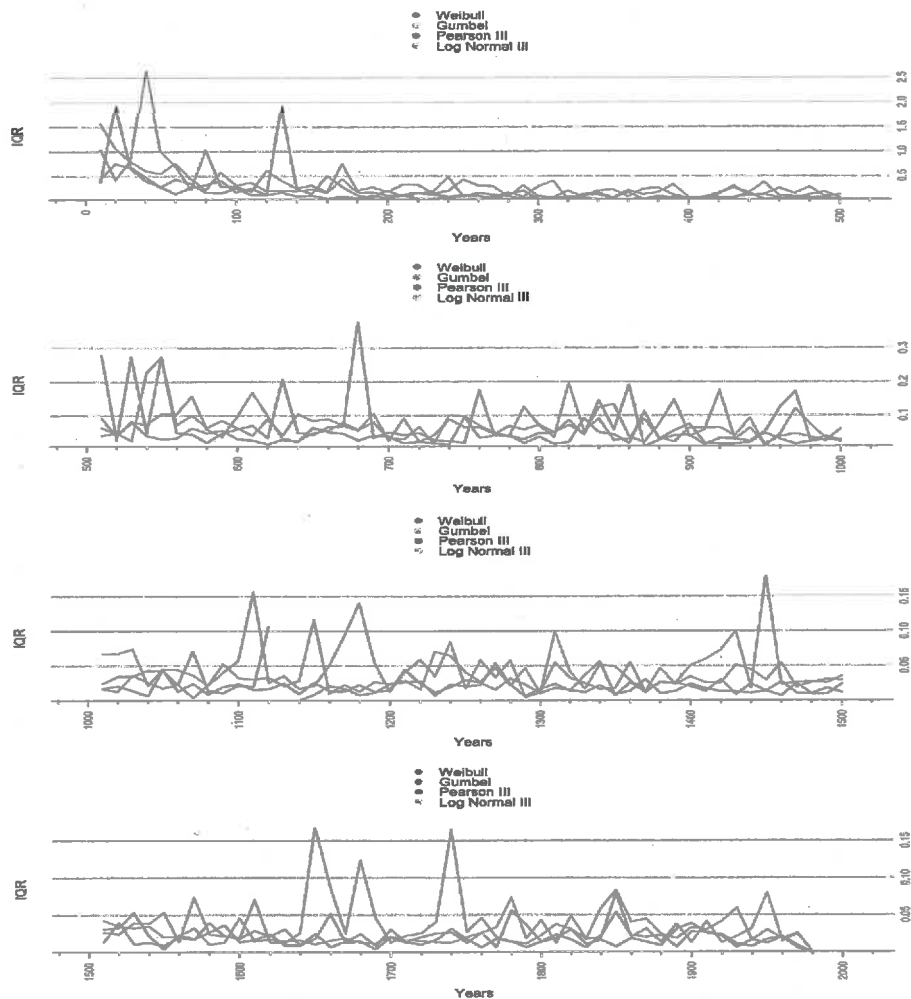 Weibull
Gumbel
Pearson III
Log Normal III
IQR
2.5
2.0
1.5
1.0
0.5
0
100
200
300
400
500
Years
Weibull
Gumbel
Pearson III
Log Normal III
IQR
0.3
0.2
0.1
500
600
700
800
900
1000
Years
Weibull
Gumbel
Pearson III
Log Normal III
IQR
0.15
0.10
0.05
1000
1100
1200
1300
1400
1500
Years
Weibull
Gumbel
Pearson III
Log Normal III
IQR
0.15
0.10
0.05
1500
1600
1700
1800
1900
2000
Years